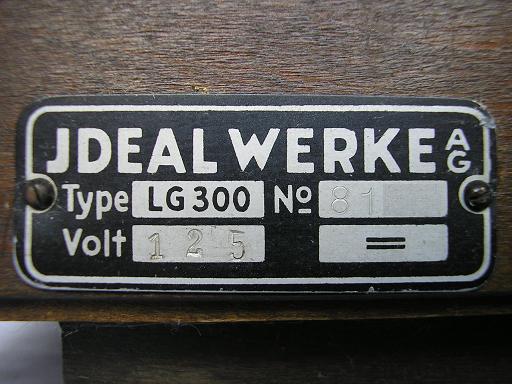 JDEAL WERKE AG
Type LG 300 No 81
Volt 125 =